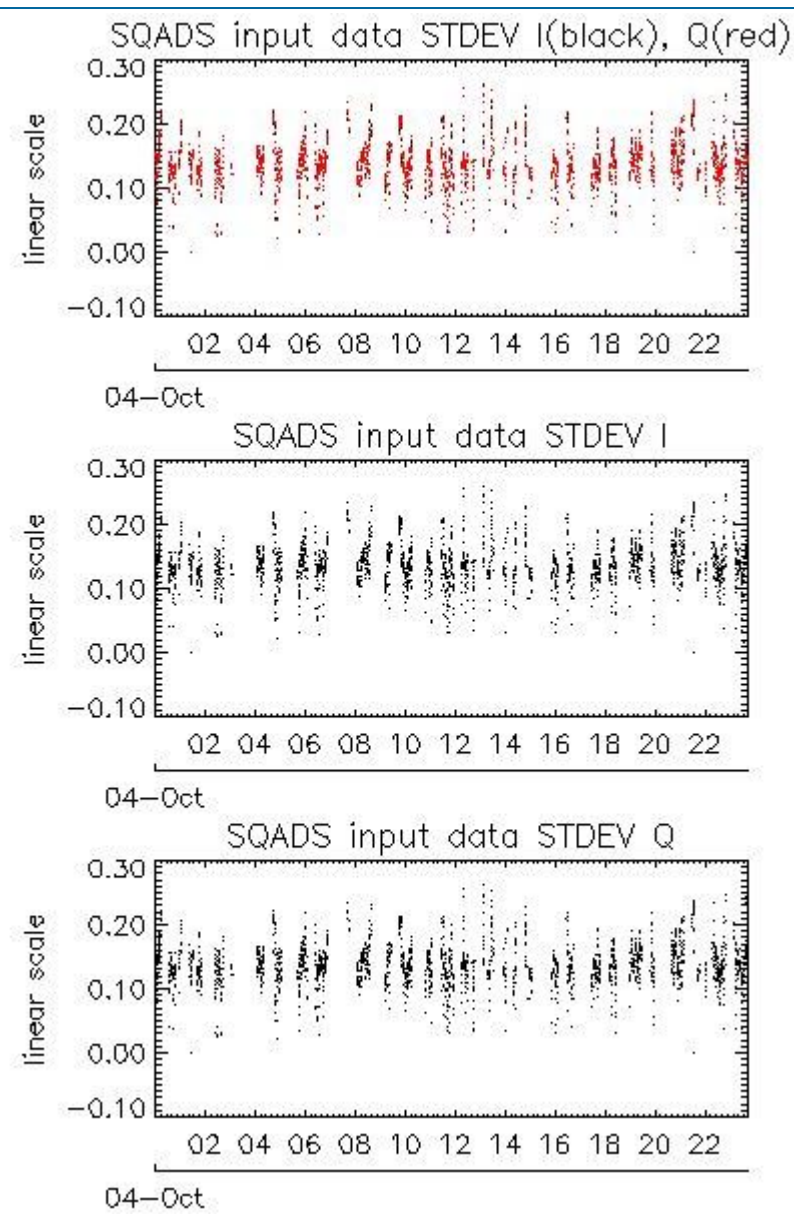 SQADS input data STDEV I(black), Q(red)
0.30
0.20
0.10
0.00
-0.10
linear scale
02 04 06 08 10 12 14 16 18 20 22
04-Oct
SQADS input data STDEV I
0.30
0.20
0.10
0.00
-0.10
linear scale
02 04 06 08 10 12 14 16 18 20 22
04-Oct
SQADS input data STDEV Q
0.30
0.20
0.10
0.00
-0.10
linear scale
02 04 06 08 10 12 14 16 18 20 22
04-Oct